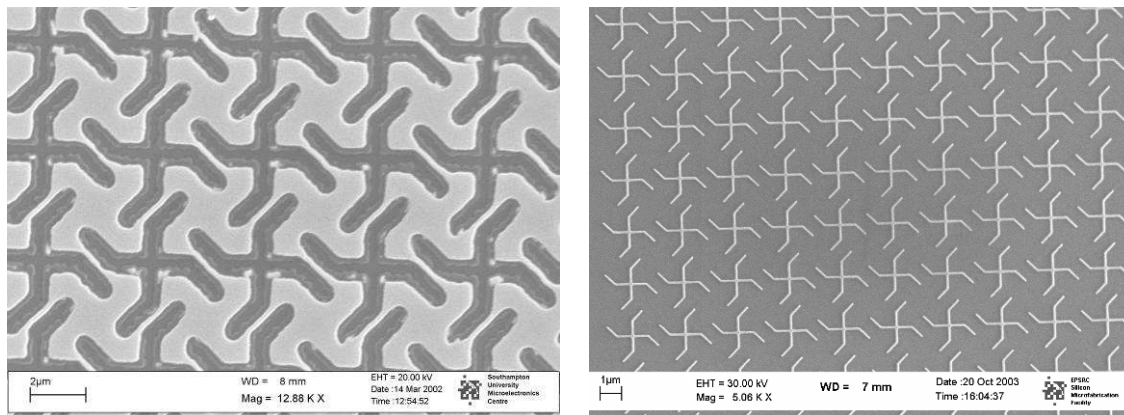 2µm
WD = 8 mm
Mag = 12.88 K X
EHT = 20.00 kV
Date :14 Mar 2002
Time :12:54:52
Southampton
University
Microelectronics
Centre
1µm
EHT = 30.00 kV
Mag = 5.06 K X
WD = 7 mm
Date :20 Oct 2003
Time :16:04:37
EPSRC
Silicon
Microfabrication
Facility